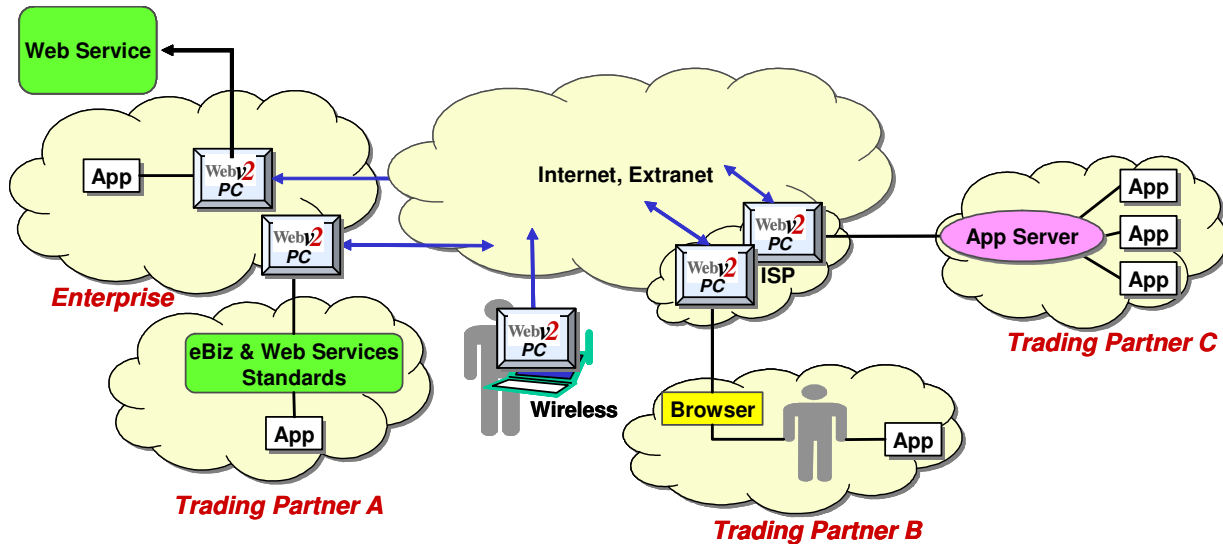 Web Service
App
Webv2
PC
Webv2
PC
Enterprise
eBiz & Web Services
Standards
App
Trading Partner A
Internet, Extranet
Webv2
PC
Wireless
Webv2
PC
ISP
Webv2
PC
Browser
App
Trading Partner B
App Server
App
App
App
Trading Partner C